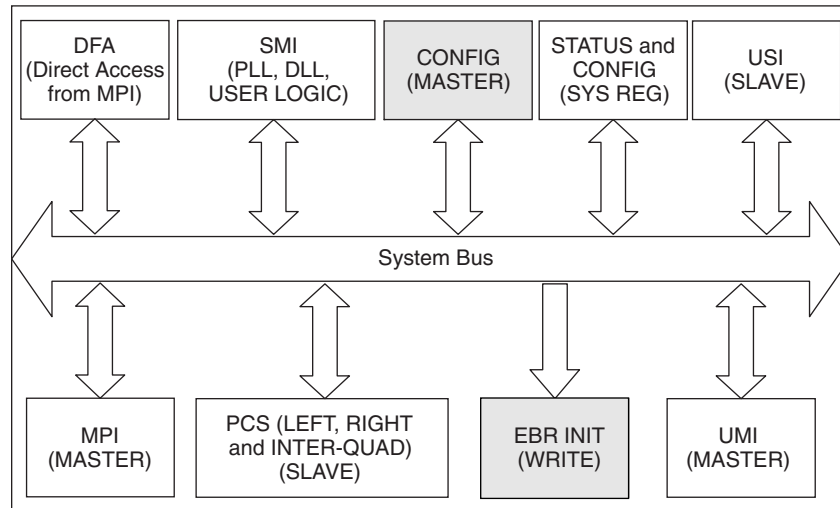 DFA
(Direct Access
from MPI)
SMI
(PLL, DLL,
USER LOGIC)
CONFIG
(MASTER)
STATUS and
CONFIG
(SYS REG)
USI
(SLAVE)
System Bus
MPI
(MASTER)
PCS (LEFT, RIGHT
and INTER-QUAD)
(SLAVE)
EBR INIT
(WRITE)
UMI
(MASTER)